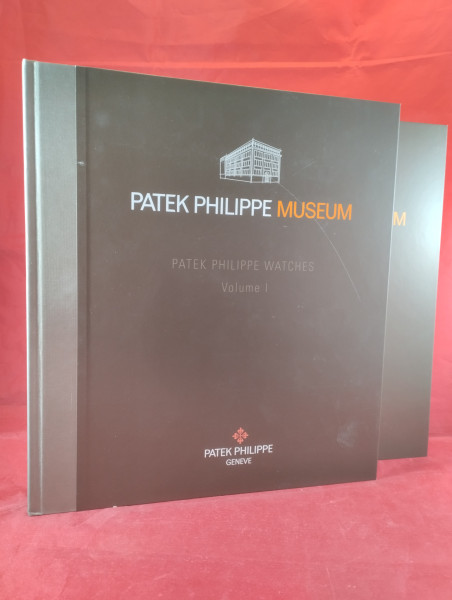 PATEK PHILIPPE MUSEUM
PATEK PHILIPPE WATCHES
Volume I
PATEK PHILIPPE
GENEVE
M